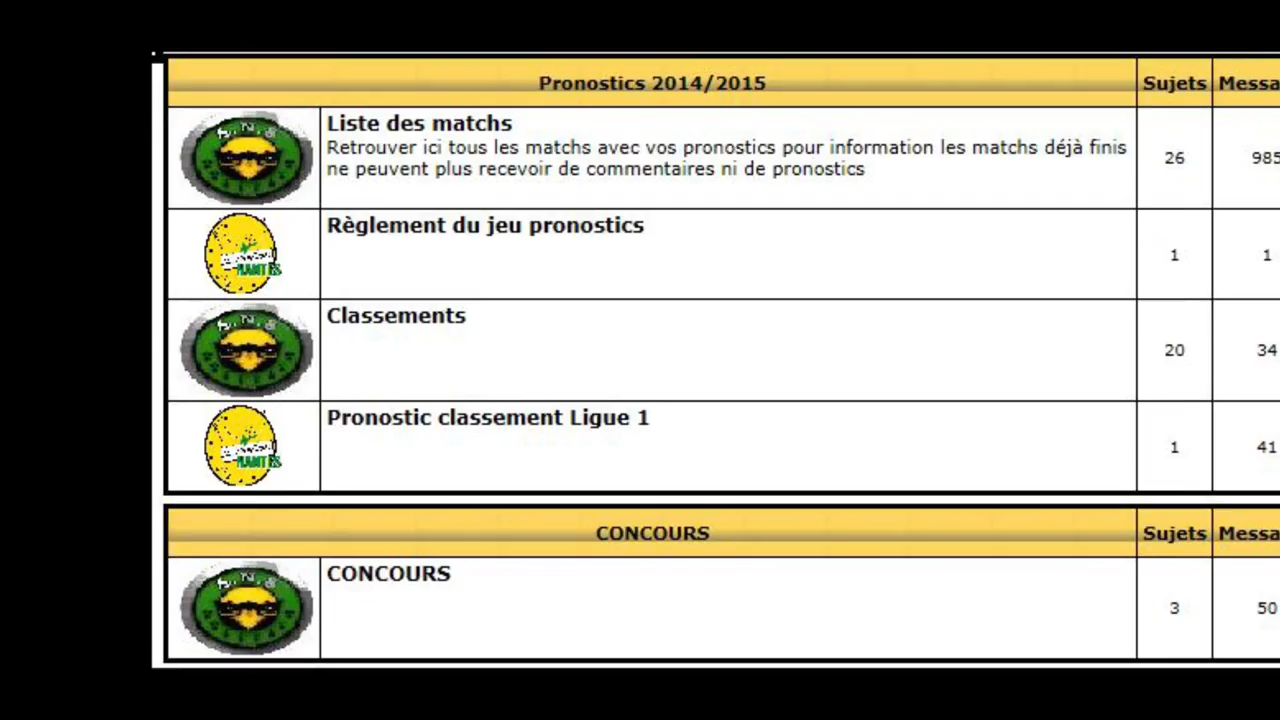 Pronostics 2014/2015 Sujets Messa
Liste des matchs
Retrouver ici tous les matchs avec vos pronostics pour information les matchs déjà finis
ne peuvent plus recevoir de commentaires ni de pronostics
26 985
Règlement du jeu pronostics
1 1
NANTES
Classements
20 34
Pronostic classement Ligue 1
1 41
NANTES
CONCOURS Sujets Messa
CONCOURS
3 50